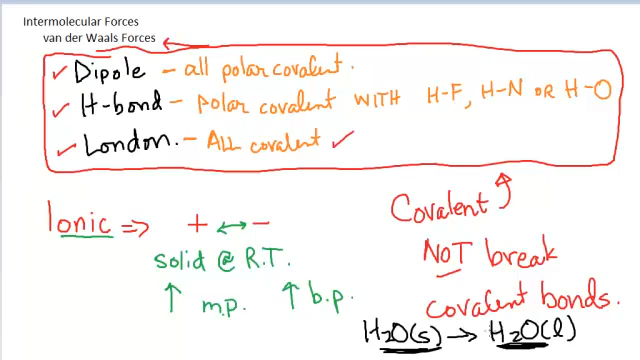 Intermolecular Forces
van der Waals Forces
✓ Dipole - all polar covalent.
✓ H-bond - Polar covalent WITH H-F, H-N OR H-O
✓ London. - ALL covalent ✓
Ionic => + ↔ -
solid @ R.T.
↑ m.p. ↑ b.p.
Covalent
NOT break
covalent bonds.
H₂O(s) → H₂O(l)